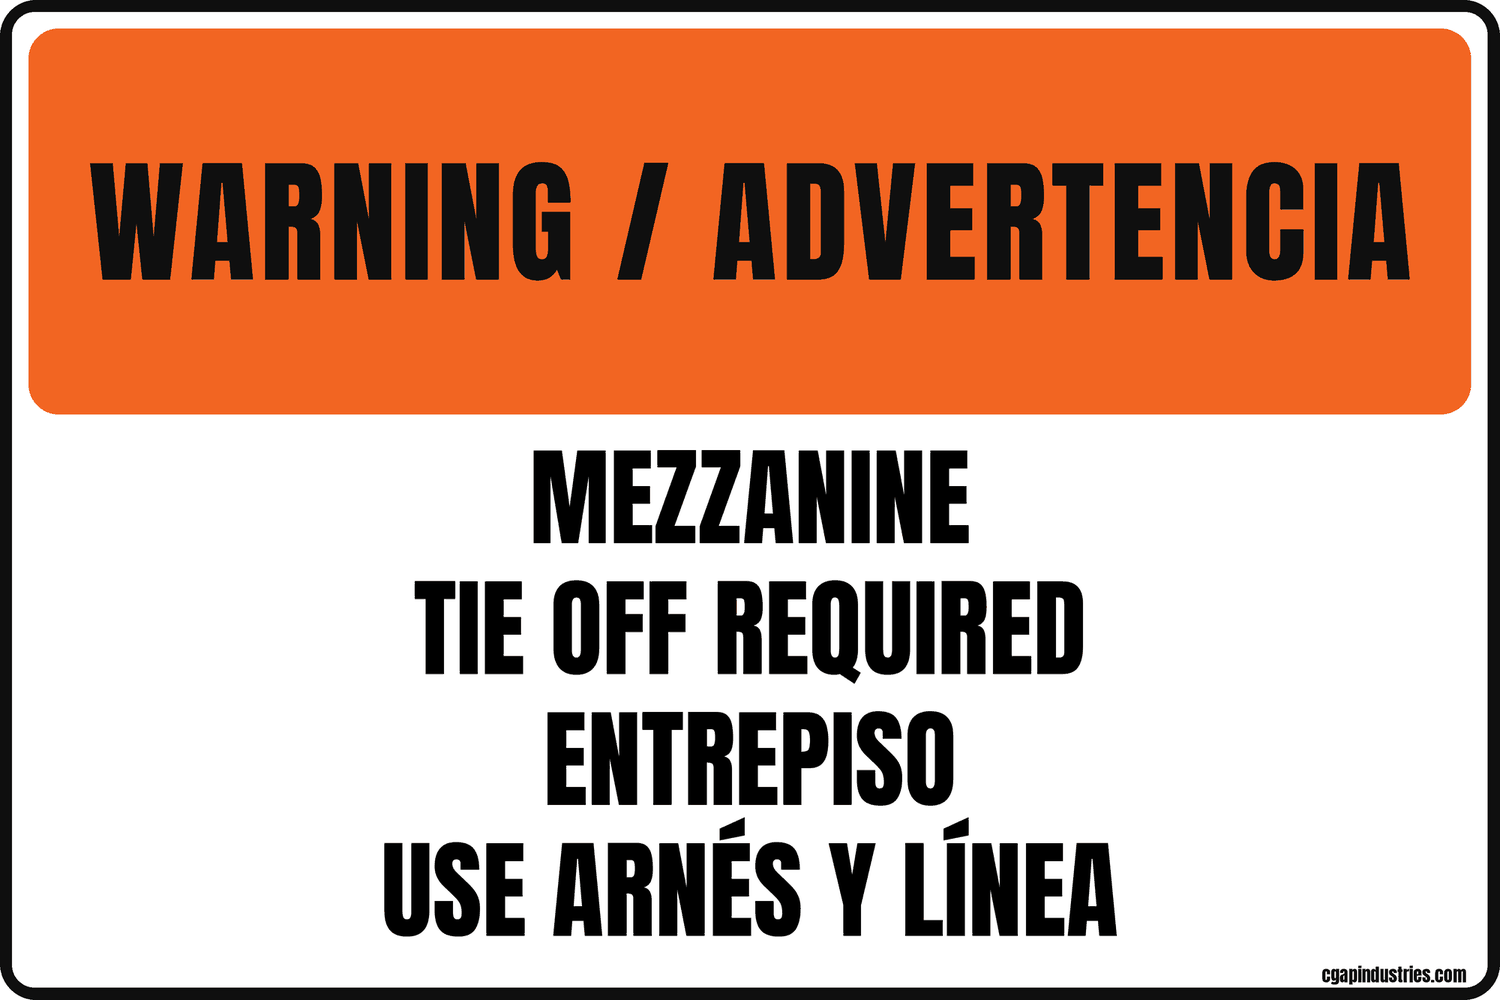 WARNING / ADVERTENCIA
MEZZANINE
TIE OFF REQUIRED
ENTREPISO
USE ARNÉS Y LÍNEA
cgapindustries.com